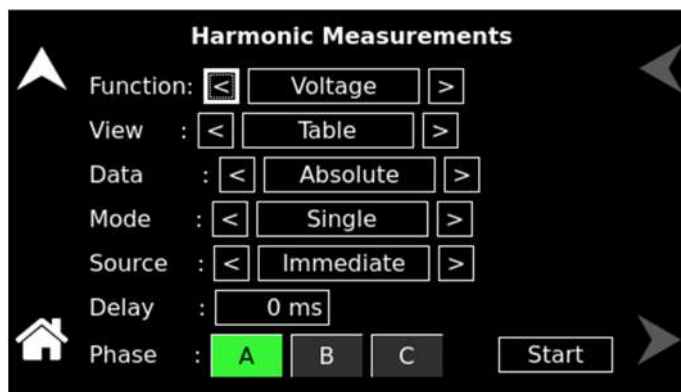 Harmonic Measurements
Function: < Voltage >
View : < Table >
Data : < Absolute >
Mode : < Single >
Source : < Immediate >
Delay : 0 ms
Phase : A B C Start